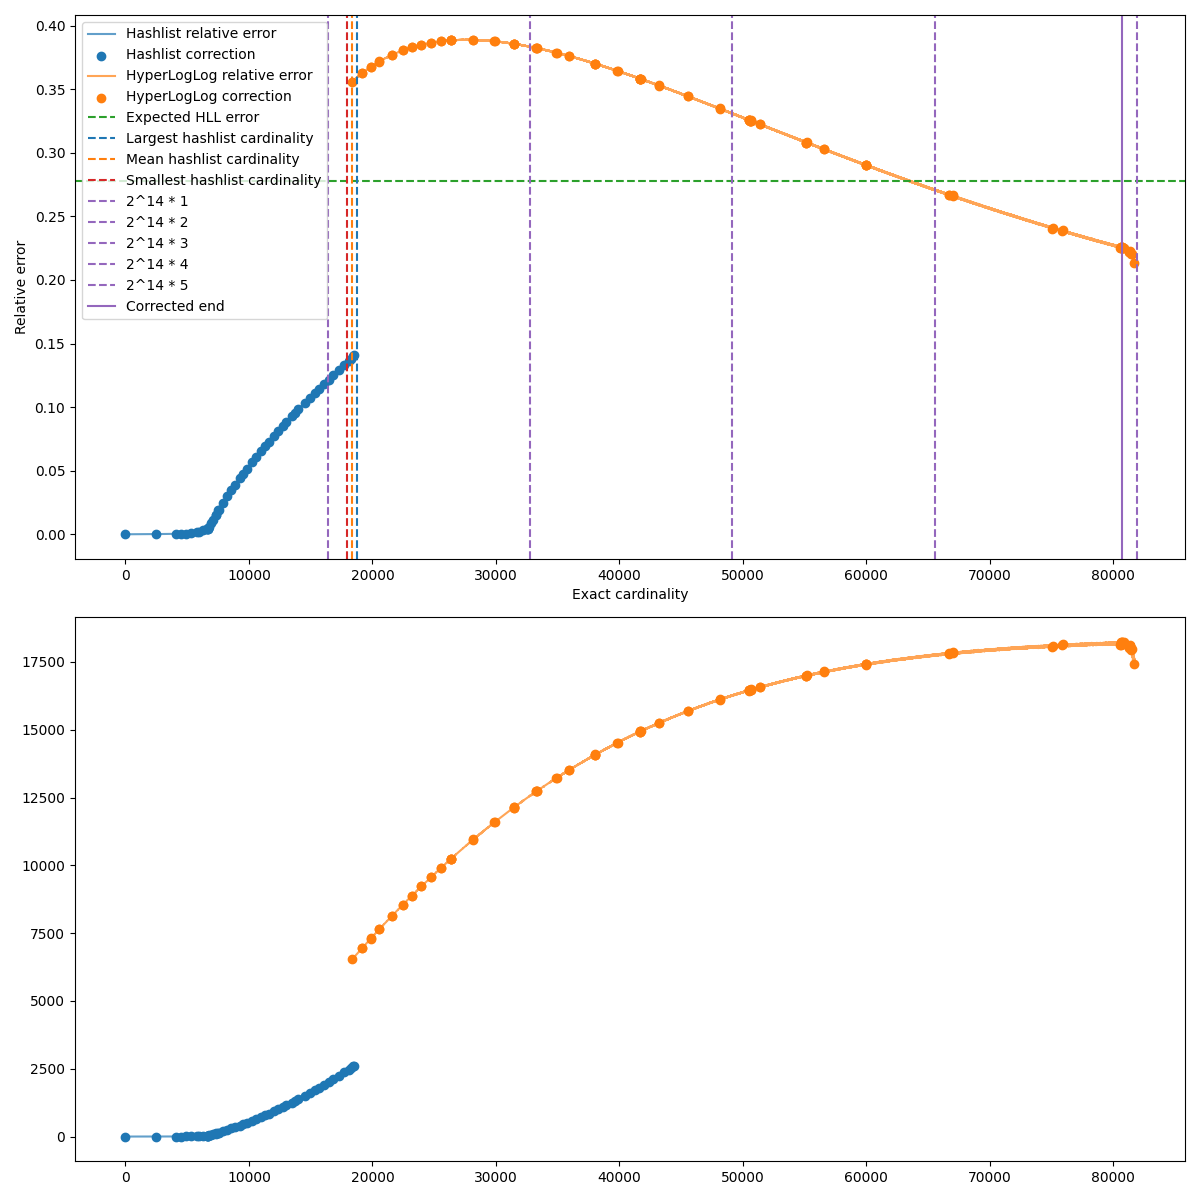 0.40
0.35
0.30
0.25
0.20
0.15
0.10
0.05
0.00
Relative error
Hashlist relative error
Hashlist correction
HyperLogLog relative error
HyperLogLog correction
Expected HLL error
Largest hashlist cardinality
Mean hashlist cardinality
Smallest hashlist cardinality
2^14 * 1
2^14 * 2
2^14 * 3
2^14 * 4
2^14 * 5
Corrected end
0 10000 20000 30000 40000 50000 60000 70000 80000
Exact cardinality
17500
15000
12500
10000
7500
5000
2500
0
0 10000 20000 30000 40000 50000 60000 70000 80000